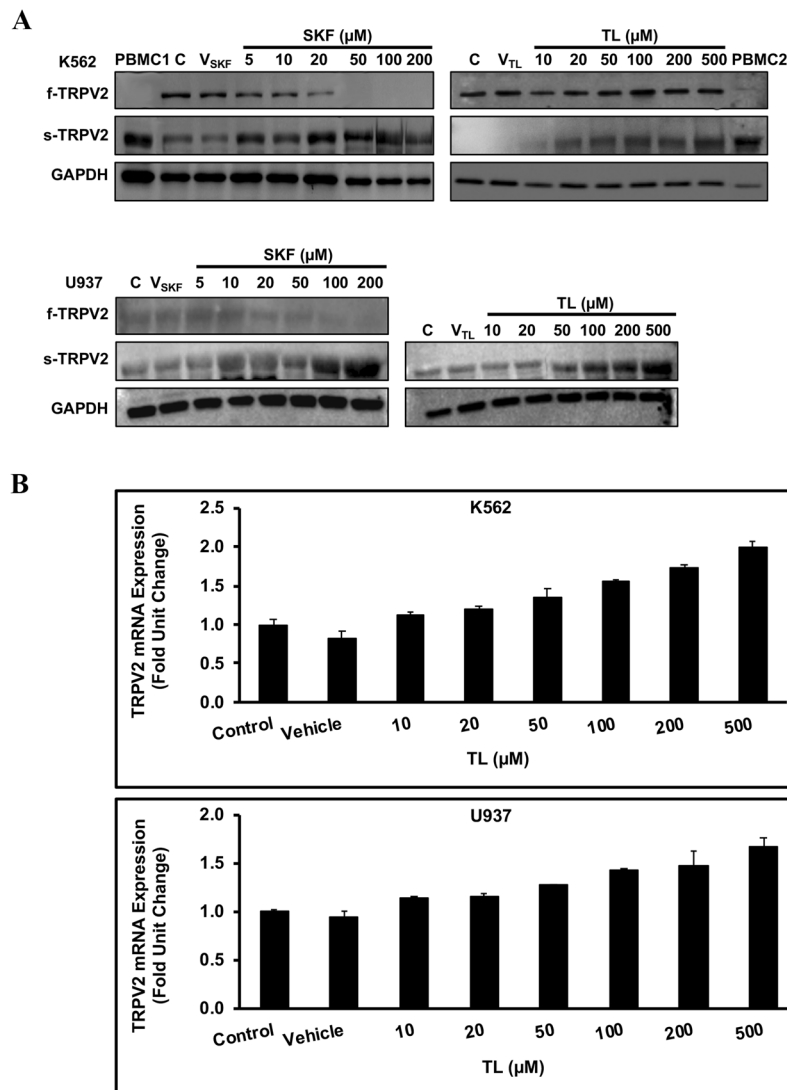 A
SKF (µM)
TL (µM)
K562 PBMC1 C VSKF 5 10 20 50 100 200
C VTL 10 20 50 100 200 500 PBMC2
f-TRPV2
s-TRPV2
GAPDH
SKF (µM)
U937 C VSKF 5 10 20 50 100 200
TL (µM)
C VTL 10 20 50 100 200 500
f-TRPV2
s-TRPV2
GAPDH
B
K562
TRPV2 mRNA Expression
(Fold Unit Change)
2.5
2.0
1.5
1.0
0.5
0.0
Control Vehicle 10 20 50 100 200 500
TL (µM)
U937
TRPV2 mRNA Expression
(Fold Unit Change)
2.0
1.5
1.0
0.5
0.0
Control Vehicle 10 20 50 100 200 500
TL (µM)